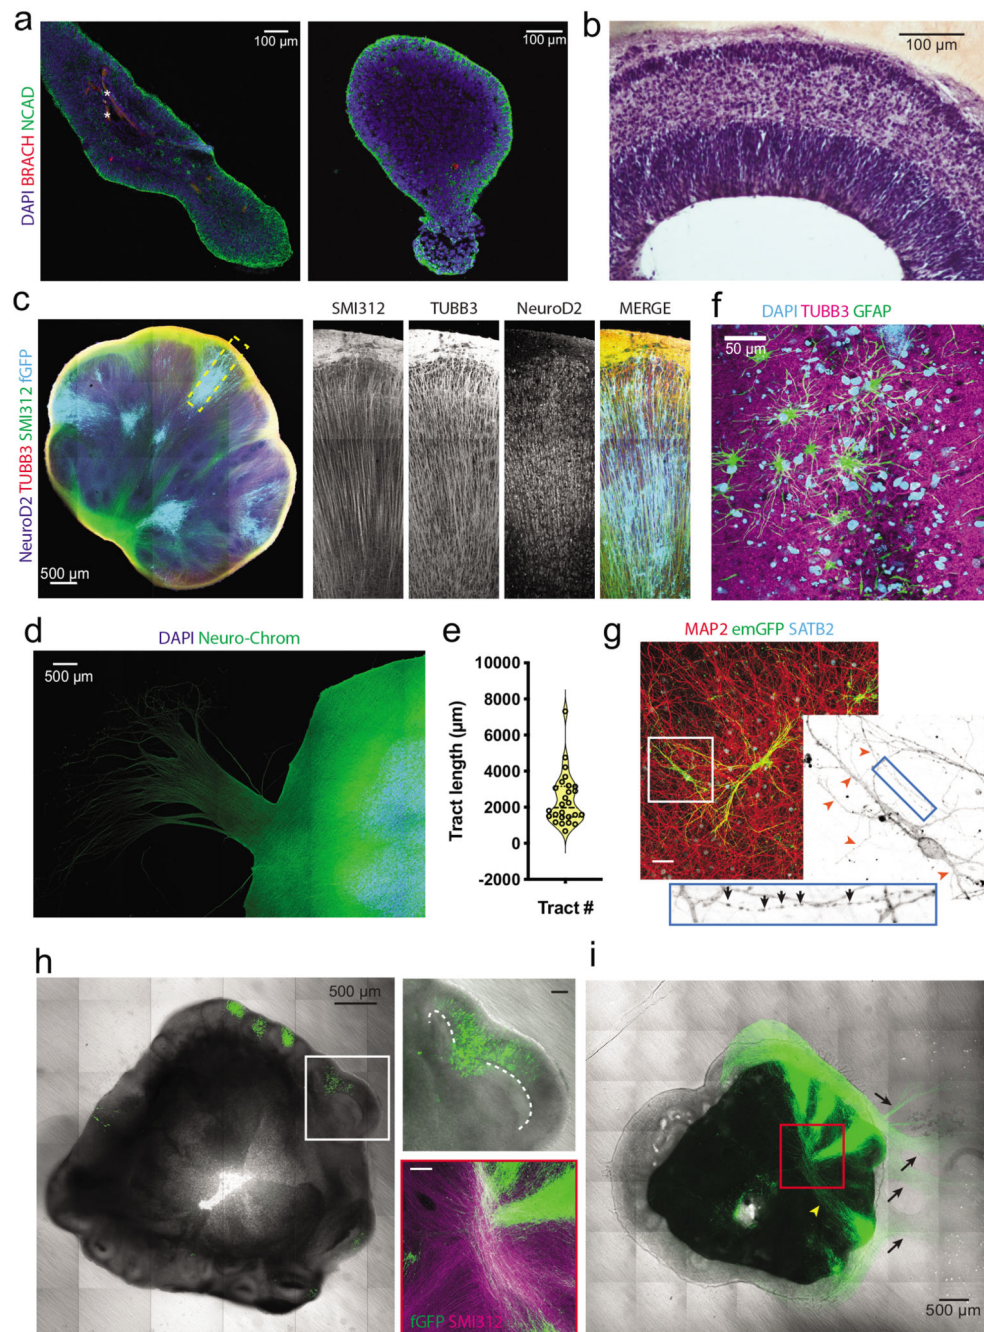 a
100 µm
100 µm
DAPI BRACH NCAD
*
*
b
100 µm
c
NeuroD2 TUBB3 SMI312 fGFP
500 µm
SMI312
TUBB3
NeuroD2
MERGE
f
DAPI TUBB3 GFAP
50 µm
d
DAPI Neuro-Chrom
500 µm
e
Tract length (µm)
10000
8000
6000
4000
2000
0
-2000
Tract #
g
MAP2 emGFP SATB2
h
500 µm
fGFP SMI312
i
500 µm